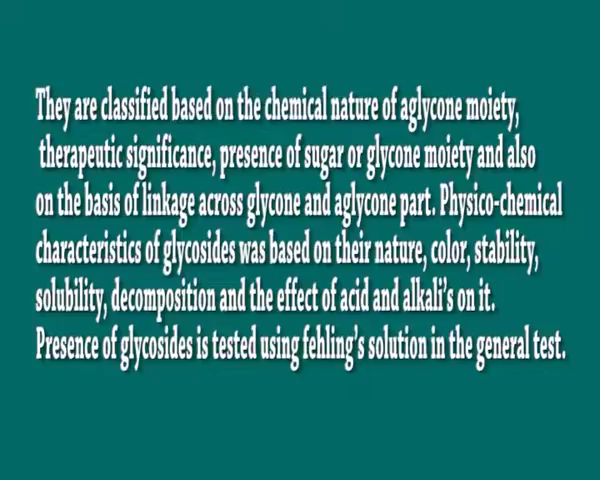 They are classified based on the chemical nature of aglycone moiety,
therapeutic significance, presence of sugar or glycone moiety and also
on the basis of linkage across glycone and aglycone part. Physico-chemical
characteristics of glycosides was based on their nature, color, stability,
solubility, decomposition and the effect of acid and alkali's on it.
Presence of glycosides is tested using fehling's solution in the general test.